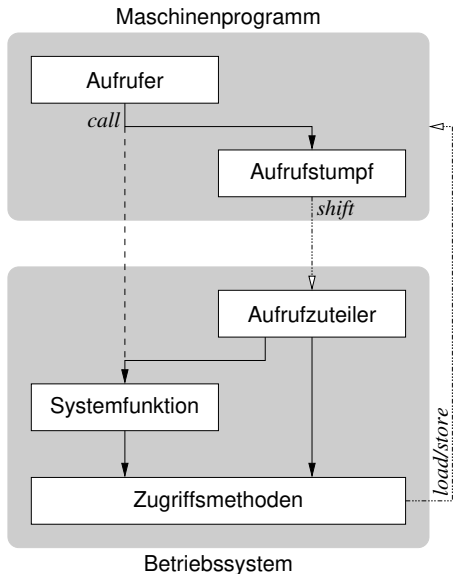 Maschinenprogramm
Aufrufer
call
Aufrufstumpf
shift
Aufrufzuteiler
Systemfunktion
load/store
Zugriffsmethoden
Betriebssystem